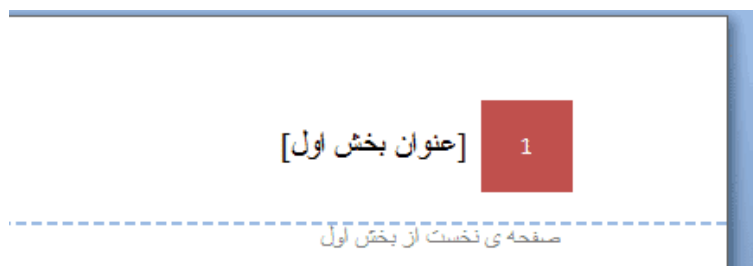 1 [عنوان بخش اول]
صفحه ی نخست از بخش اول